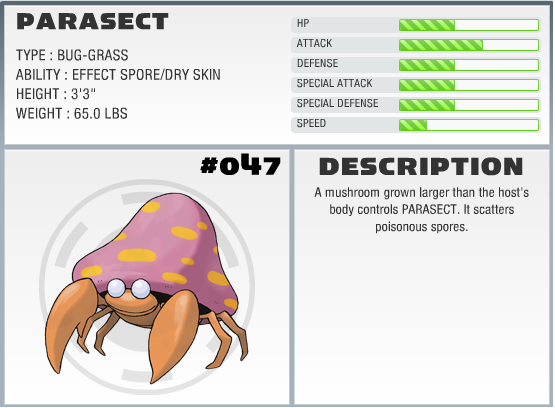 PARASECT
TYPE : BUG-GRASS
ABILITY : EFFECT SPORE/DRY SKIN
HEIGHT : 3'3"
WEIGHT : 65.0 LBS
HP
ATTACK
DEFENSE
SPECIAL ATTACK
SPECIAL DEFENSE
SPEED
#047
DESCRIPTION
A mushroom grown larger than the host's
body controls PARASECT. It scatters
poisonous spores.